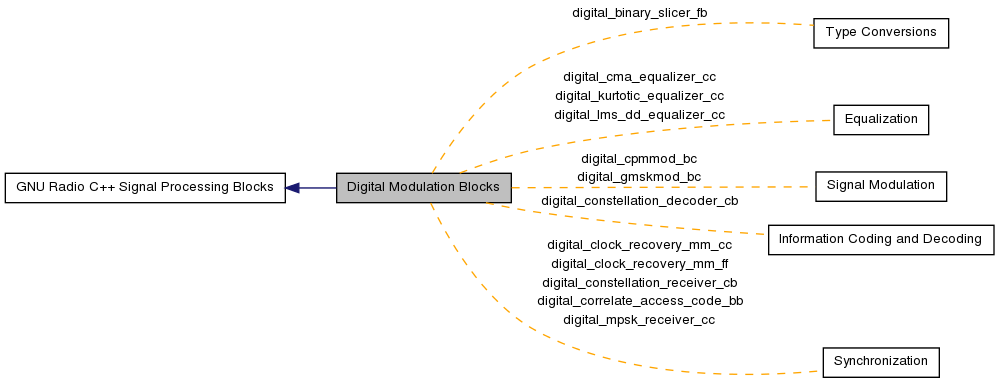 digital_binary_slicer_fb
Type Conversions
digital_cma_equalizer_cc
digital_kurtotic_equalizer_cc
digital_lms_dd_equalizer_cc
Equalization
digital_cpmmod_bc
digital_gmskmod_bc
Signal Modulation
GNU Radio C++ Signal Processing Blocks
Digital Modulation Blocks
digital_constellation_decoder_cb
Information Coding and Decoding
digital_clock_recovery_mm_cc
digital_clock_recovery_mm_ff
digital_constellation_receiver_cb
digital_correlate_access_code_bb
digital_mpsk_receiver_cc
Synchronization